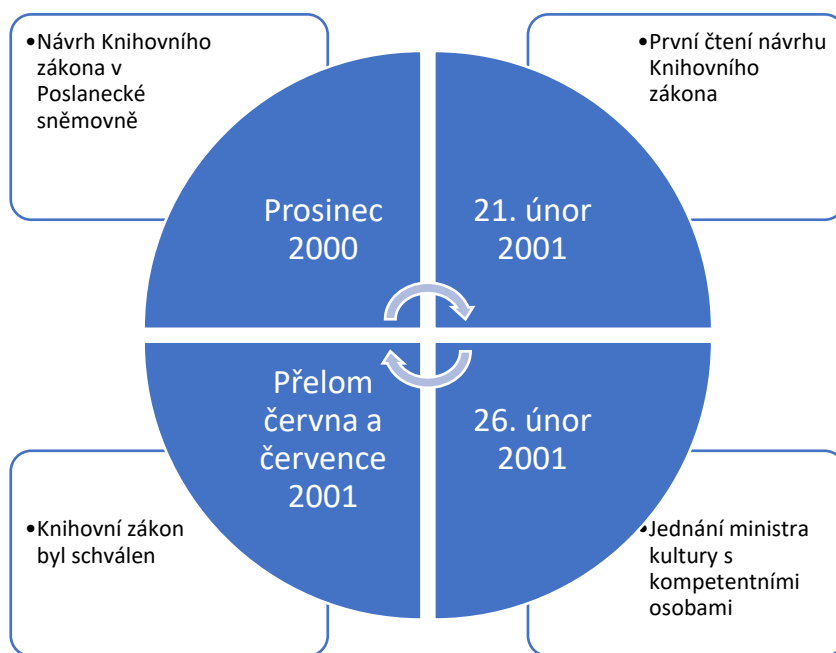 •Návrh Knihovního
zákona v
Poslanecké
sněmovně
Prosinec
2000
•První čtení návrhu
Knihovního
zákona
21. únor
2001
•Jednání ministra
kultury s
kompetentními
osobami
26. únor
2001
•Knihovní zákon
byl schválen
Přelom
června a
července
2001